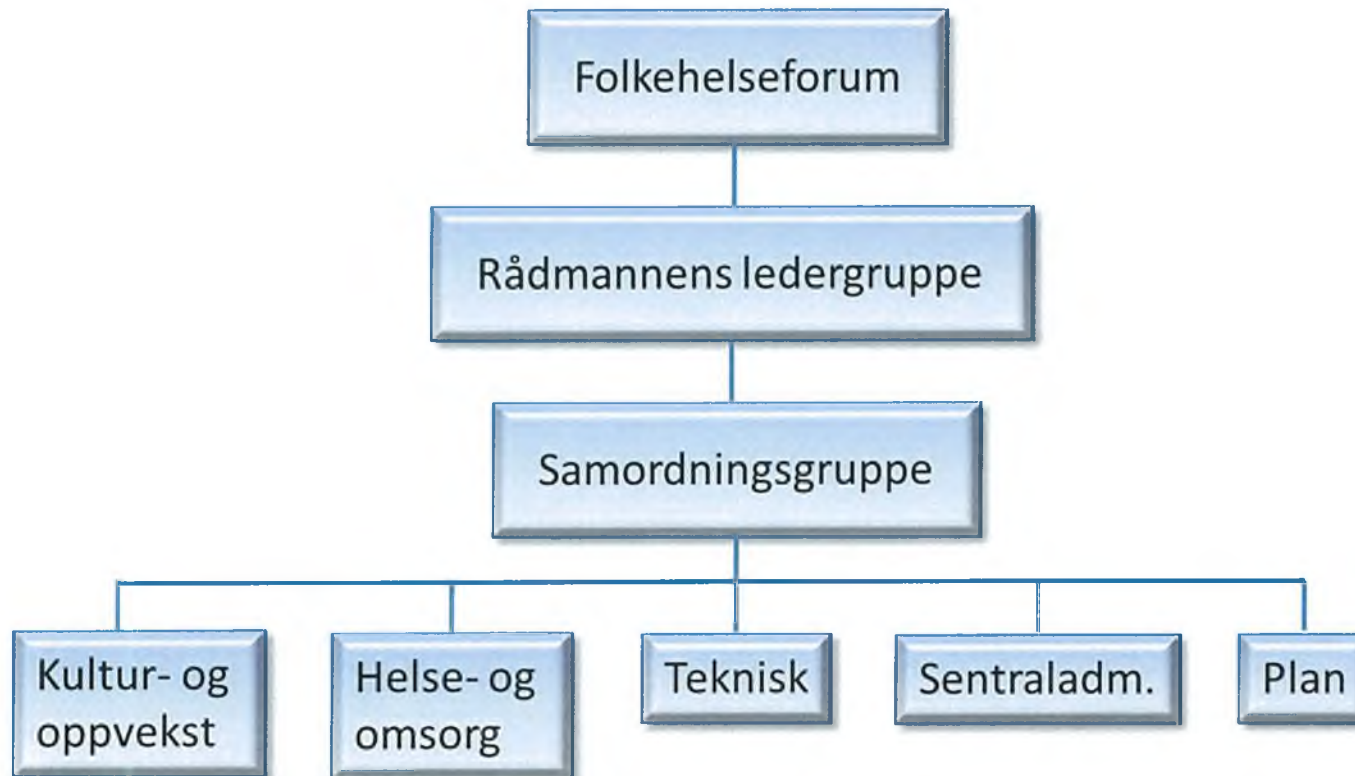 Folkehelseforum
Rådmannens ledergruppe
Samordningsgruppe
Kultur- og
oppvekst
Helse- og
omsorg
Teknisk
Sentraladm.
Plan